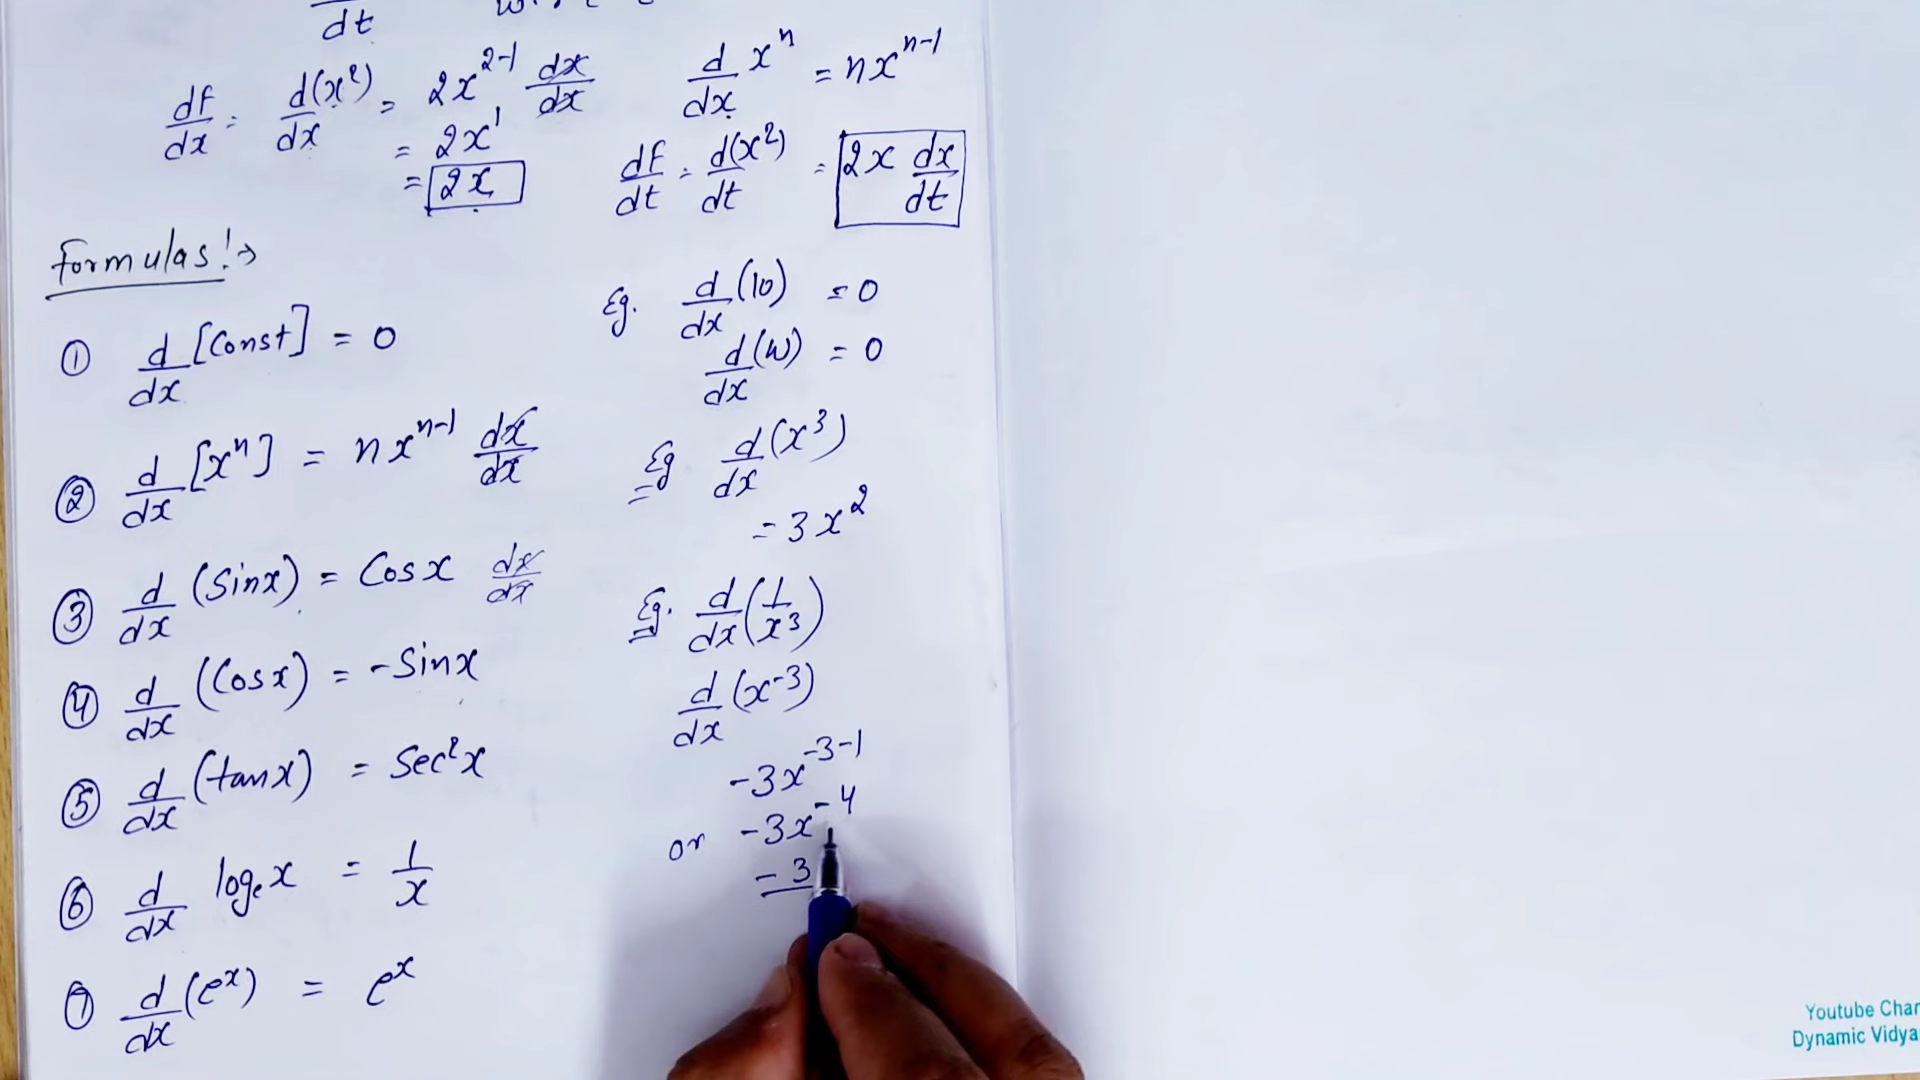 dt
df/dx = d(x²)/dx = 2x²⁻¹ dx/dx
= 2x¹
= 2x
d/dx xⁿ = nxⁿ⁻¹
df/dt = d(x²)/dt = 2x dx/dt
Formulas!→
① d/dx [Const] = 0
Eg. d/dx (10) = 0
d/dx (W) = 0
② d/dx [xⁿ] = nxⁿ⁻¹ dx/dx
Eg d/dx (x³)
= 3x²
③ d/dx (Sinx) = Cosx dx/dx
Eg. d/dx (1/x³)
d/dx (x⁻³)
-3x⁻³⁻¹
or -3x⁻⁴
-3
④ d/dx (Cosx) = -Sinx
⑤ d/dx (tanx) = Sec²x
⑥ d/dx logₑx = 1/x
⑦ d/dx (eˣ) = eˣ
Youtube Char
Dynamic Vidya